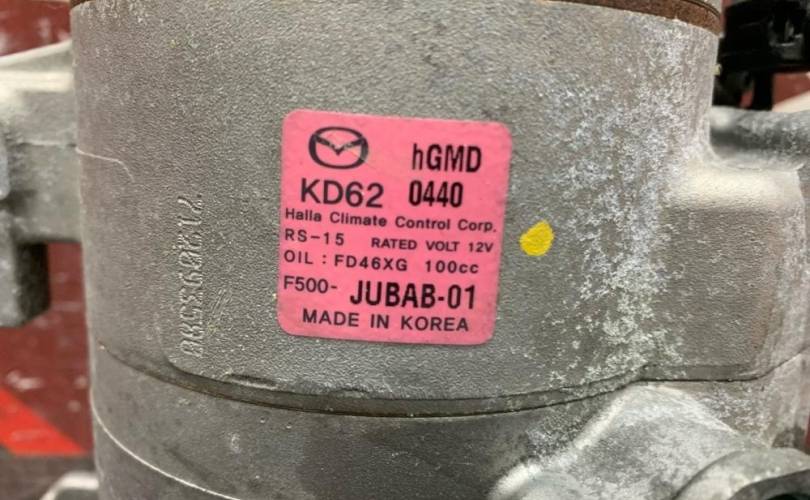 hGMD
KD62 0440
Halla Climate Control Corp.
RS-15 RATED VOLT 12V
OIL : FD46XG 100cc
F500- JUBAB-01
MADE IN KOREA